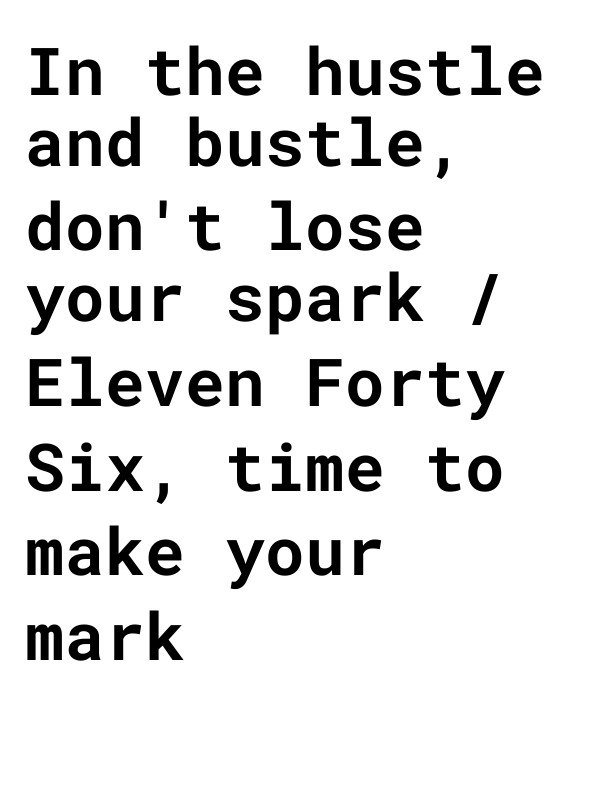 In the hustle
and bustle,
don't lose
your spark /
Eleven Forty
Six, time to
make your
mark